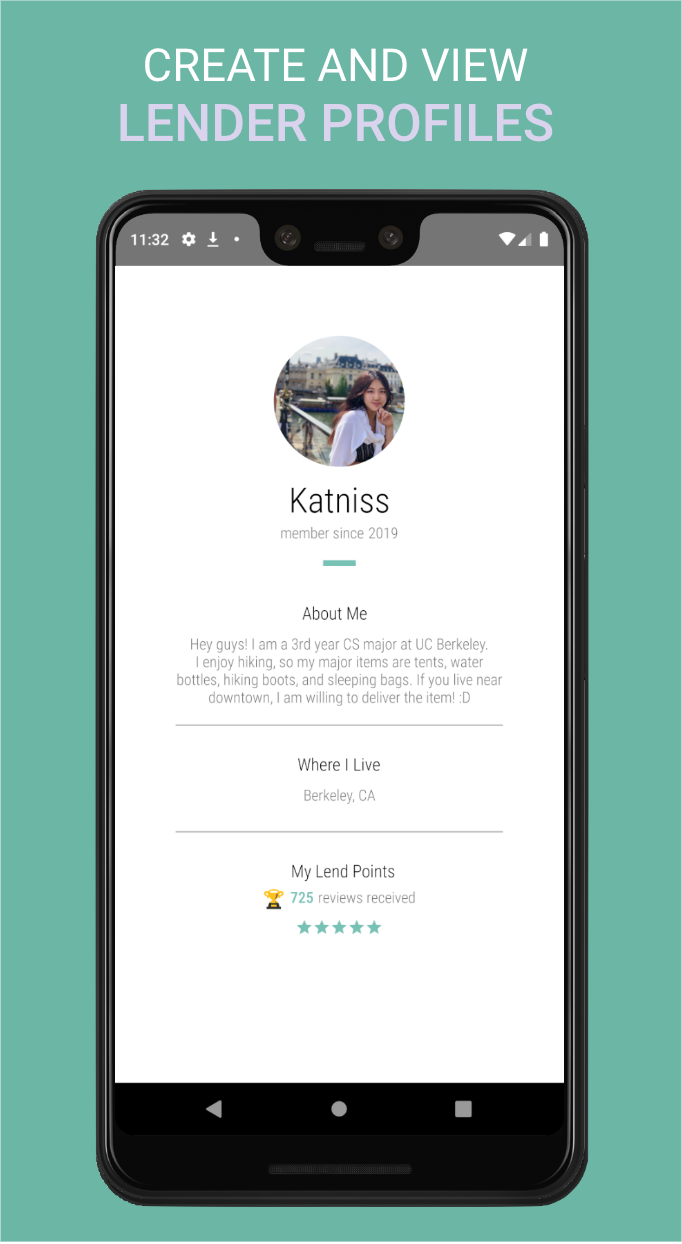 CREATE AND VIEW
LENDER PROFILES
11:32
Katniss
member since 2019
About Me
Hey guys! I am a 3rd year CS major at UC Berkeley.
I enjoy hiking, so my major items are tents, water
bottles, hiking boots, and sleeping bags. If you live near
downtown, I am willing to deliver the item! :D
Where I Live
Berkeley, CA
My Lend Points
725 reviews received